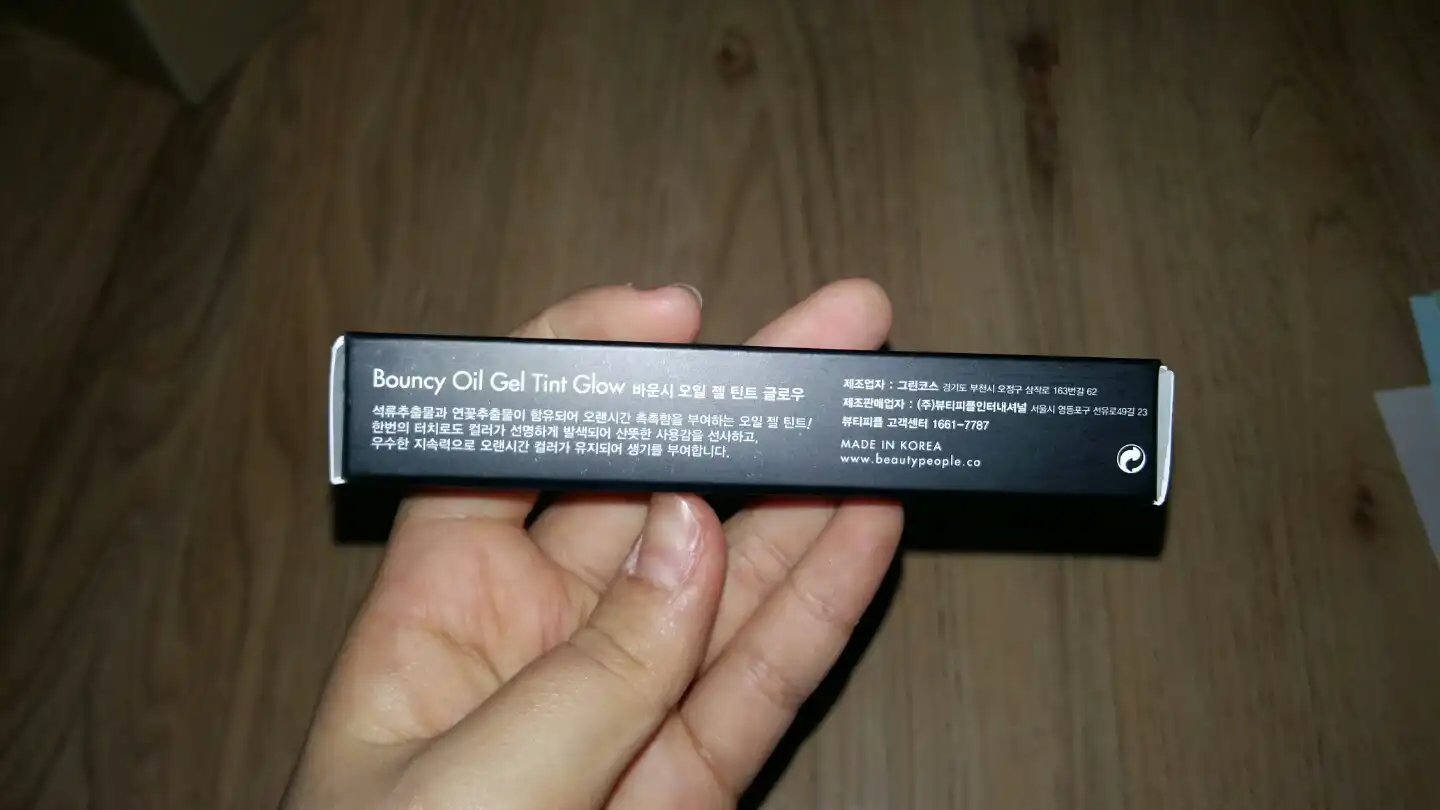 Bouncy Oil Gel Tint Glow 바운시 오일 젤 틴트 글로우
석류추출물과 연꽃추출물이 함유되어 오랜시간 촉촉함을 부여하는 오일 젤 틴트!
한번의 터치로도 컬러가 선명하게 발색되어 산뜻한 사용감을 선사하고,
우수한 지속력으로 오랜시간 컬러가 유지되어 생기를 부여합니다.
제조업자 : 그린코스 경기도 부천시 오정구 삼작로 163번길 62
제조판매업자 : (주)뷰티피플인터내셔널 서울시 영등포구 선유로49길 23
뷰티피플 고객센터 1661-7787
MADE IN KOREA
www.beautypeople.co